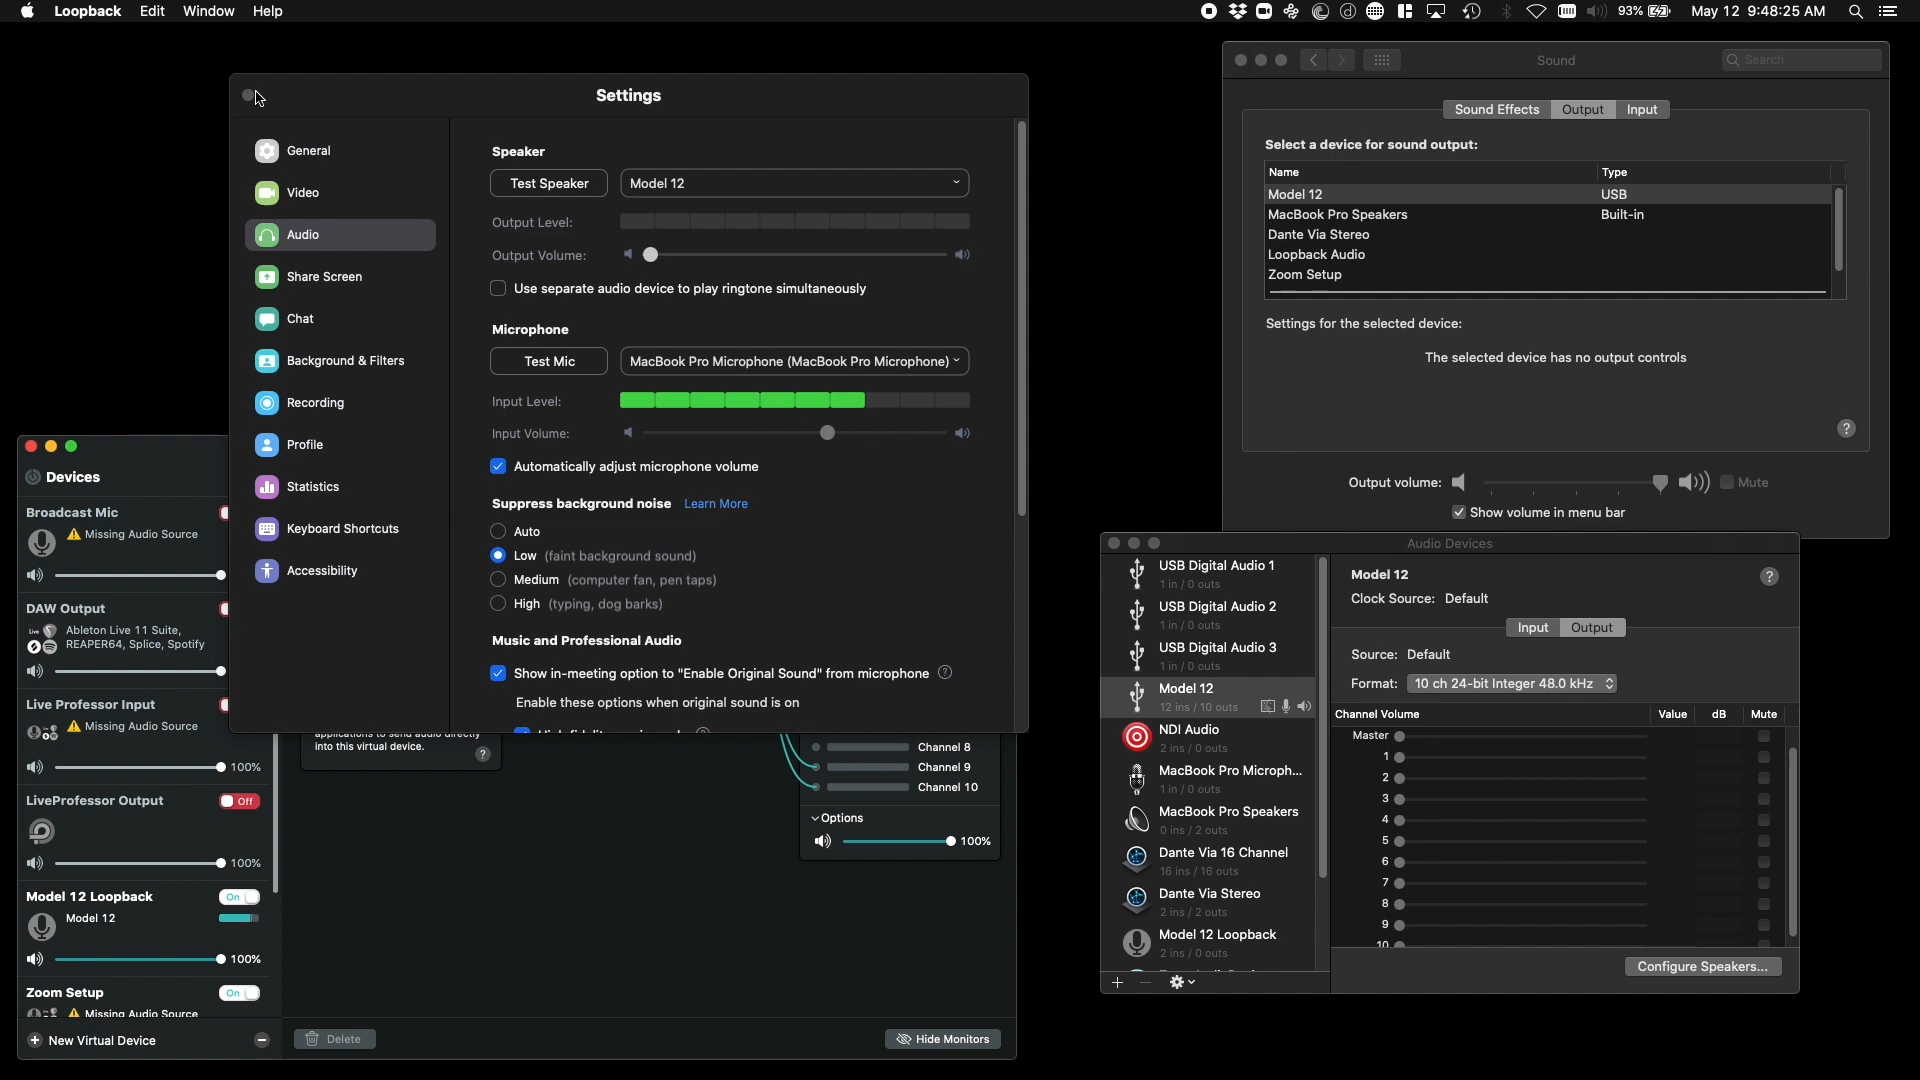 Loopback Edit Window Help
93% May 12 9:48:25 AM
Settings
General
Video
Audio
Share Screen
Chat
Background & Filters
Recording
Profile
Statistics
Keyboard Shortcuts
Accessibility
Speaker
Test Speaker Model 12
Output Level:
Output Volume:
Use separate audio device to play ringtone simultaneously
Microphone
Test Mic MacBook Pro Microphone (MacBook Pro Microphone)
Input Level:
Input Volume:
Automatically adjust microphone volume
Suppress background noise Learn More
Auto
Low (faint background sound)
Medium (computer fan, pen taps)
High (typing, dog barks)
Music and Professional Audio
Show in-meeting option to "Enable Original Sound" from microphone ?
Enable these options when original sound is on
Devices
Broadcast Mic
Missing Audio Source
DAW Output
Ableton Live 11 Suite,
REAPER64, Splice, Spotify
Live Professor Input
Missing Audio Source
100%
LiveProfessor Output Off
100%
Model 12 Loopback On
Model 12
100%
Zoom Setup On
Missing Audio Source
New Virtual Device
applications to send audio directly
into this virtual device.
?
Channel 8
Channel 9
Channel 10
Options
100%
Delete
Hide Monitors
Sound
Search
Sound Effects Output Input
Select a device for sound output:
Name Type
Model 12 USB
MacBook Pro Speakers Built-in
Dante Via Stereo
Loopback Audio
Zoom Setup
Settings for the selected device:
The selected device has no output controls
?
Output volume: Mute
Show volume in menu bar
Audio Devices
USB Digital Audio 1
1 in / 0 outs
USB Digital Audio 2
1 in / 0 outs
USB Digital Audio 3
1 in / 0 outs
Model 12
12 ins / 10 outs
NDI Audio
2 ins / 0 outs
MacBook Pro Microph...
1 in / 0 outs
MacBook Pro Speakers
0 ins / 2 outs
Dante Via 16 Channel
16 ins / 16 outs
Dante Via Stereo
2 ins / 2 outs
Model 12 Loopback
2 ins / 0 outs
Model 12
?
Clock Source: Default
Input Output
Source: Default
Format: 10 ch 24-bit Integer 48.0 kHz
Channel Volume Value dB Mute
Master
1
2
3
4
5
6
7
8
9
10
Configure Speakers...